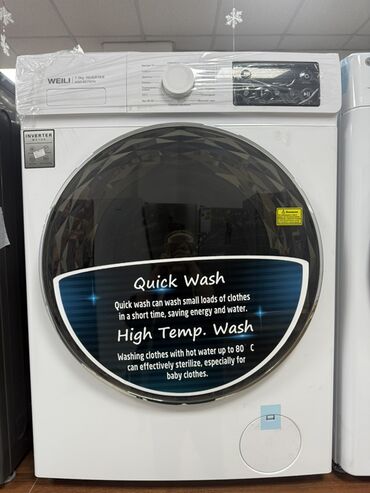 WEILI
INVERTER
Quick Wash
Quick wash can wash small loads of clothes
in a short time, saving energy and water.
High Temp. Wash
Washing clothes with hot water up to 80 C
can effectively sterilize, especially for
baby clothes.